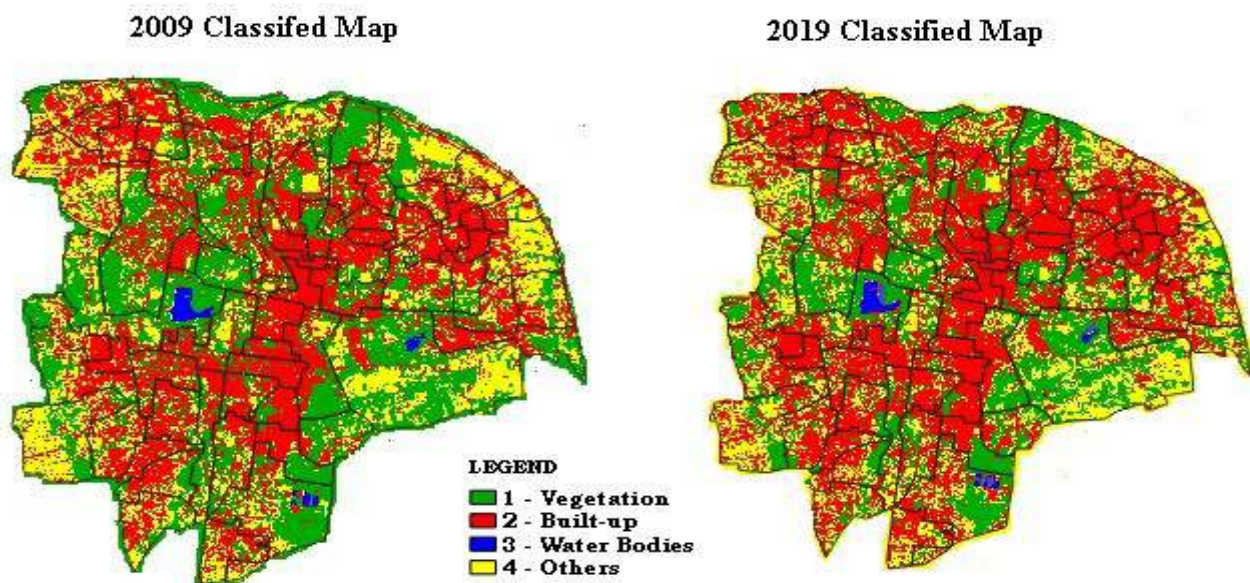 2009 Classifed Map
2019 Classified Map
LEGEND
1 - Vegetation
2 - Built-up
3 - Water Bodies
4 - Others